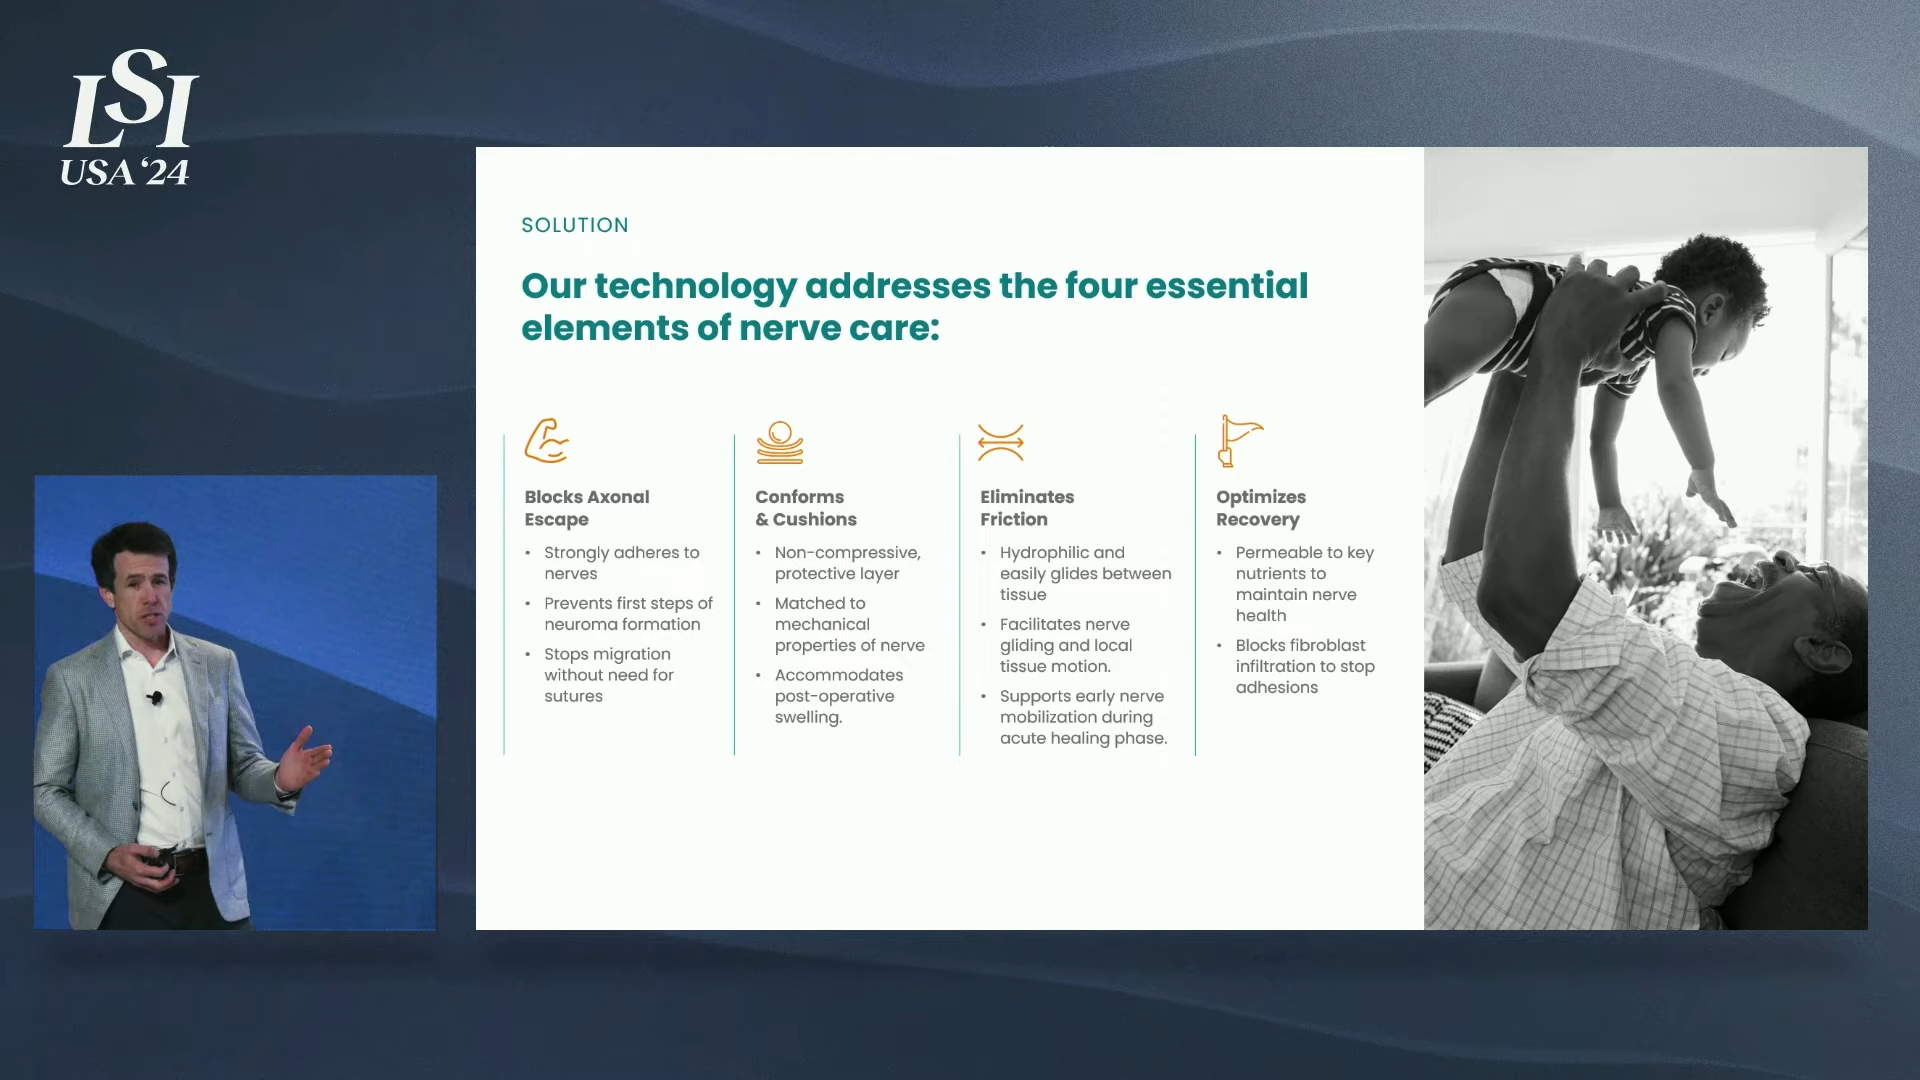 LSI
USA '24
SOLUTION
Our technology addresses the four essential
elements of nerve care:
Blocks Axonal
Escape
• Strongly adheres to
nerves
• Prevents first steps of
neuroma formation
• Stops migration
without need for
sutures
Conforms
& Cushions
• Non-compressive,
protective layer
• Matched to
mechanical
properties of nerve
• Accommodates
post-operative
swelling.
Eliminates
Friction
• Hydrophilic and
easily glides between
tissue
• Facilitates nerve
gliding and local
tissue motion.
• Supports early nerve
mobilization during
acute healing phase.
Optimizes
Recovery
• Permeable to key
nutrients to
maintain nerve
health
• Blocks fibroblast
infiltration to stop
adhesions